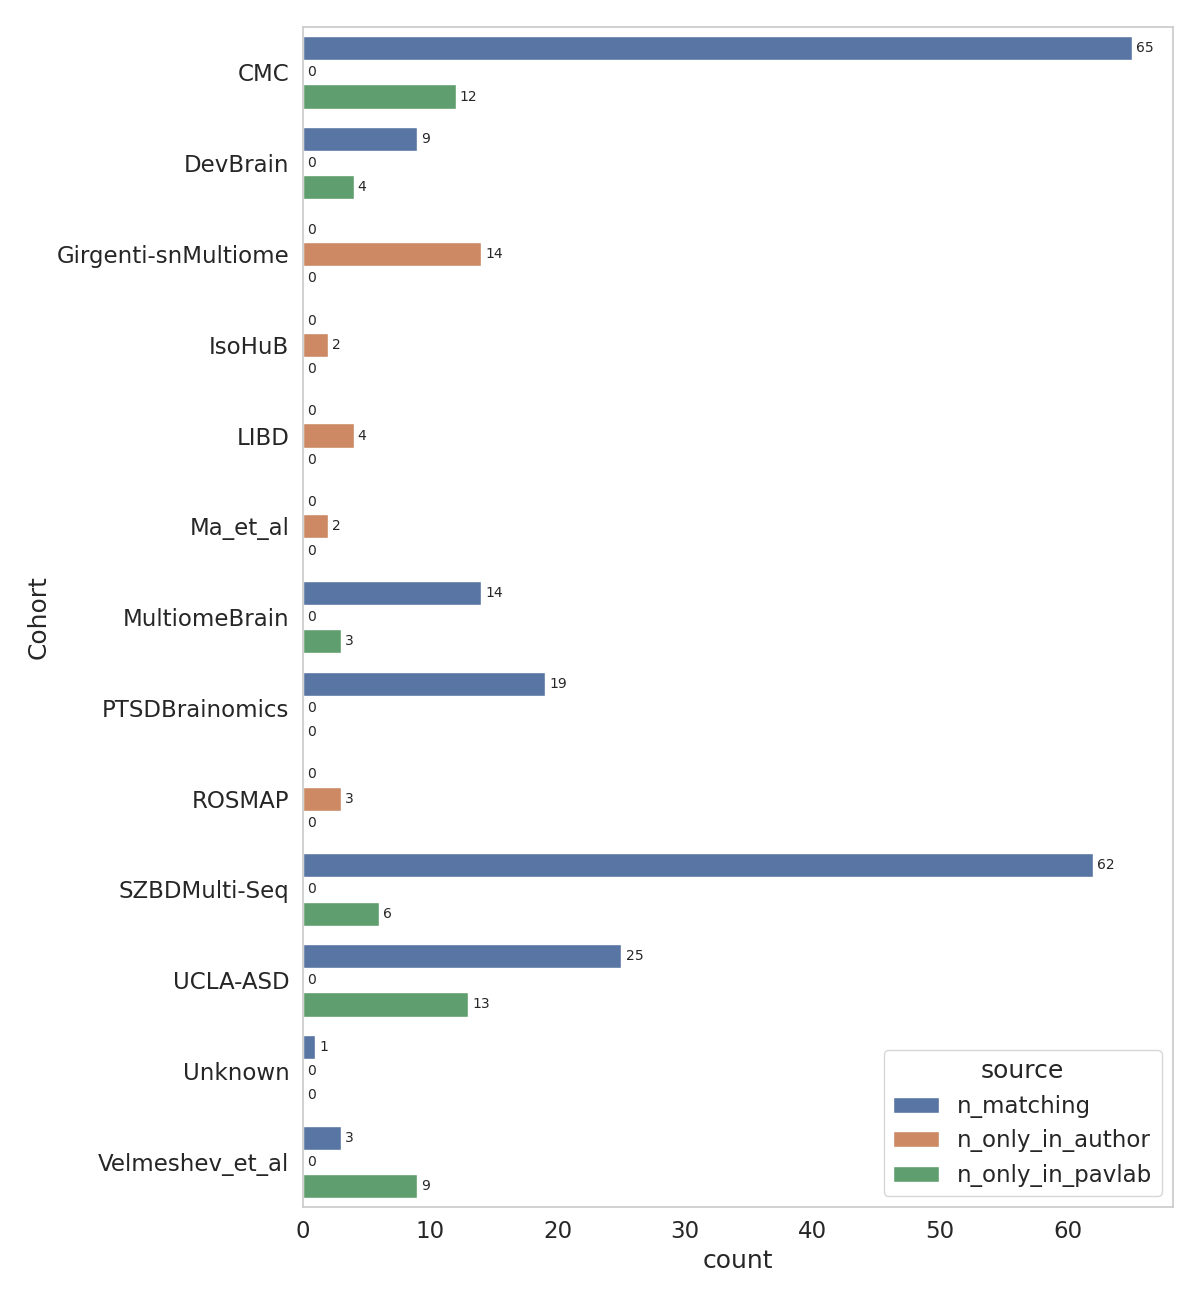 CMC
65
0
12
DevBrain
9
0
4
Girgenti-snMultiome
0
14
0
IsoHuB
0
2
0
LIBD
0
4
0
Ma_et_al
0
2
0
MultiomeBrain
14
0
3
PTSDBrainomics
19
0
0
ROSMAP
0
3
0
SZBDMulti-Seq
62
0
6
UCLA-ASD
25
0
13
Unknown
1
0
0
Velmeshev_et_al
3
0
9
Cohort
source
n_matching
n_only_in_author
n_only_in_pavlab
0 10 20 30 40 50 60
count